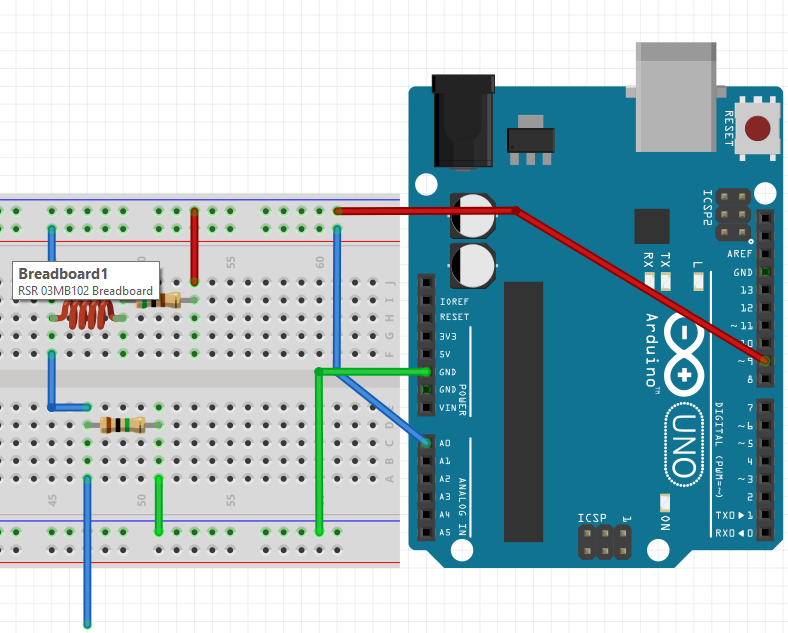 RESET
ICSP2
Breadboard1
RSR 03MB102 Breadboard
55
60
J
I
H
G
F
E
D
C
B
A
45
50
55
IOREF
RESET
3V3
5V
GND
GND
VIN
POWER
A0
A1
A2
A3
A4
A5
ANALOG IN
RX
TX
L
Arduino™
UNO
ON
ICSP
1
AREF
GND
13
12
~11
~10
~9
8
7
~6
~5
4
~3
2
TX0▶1
RX0◀0
DIGITAL (PWM=~)